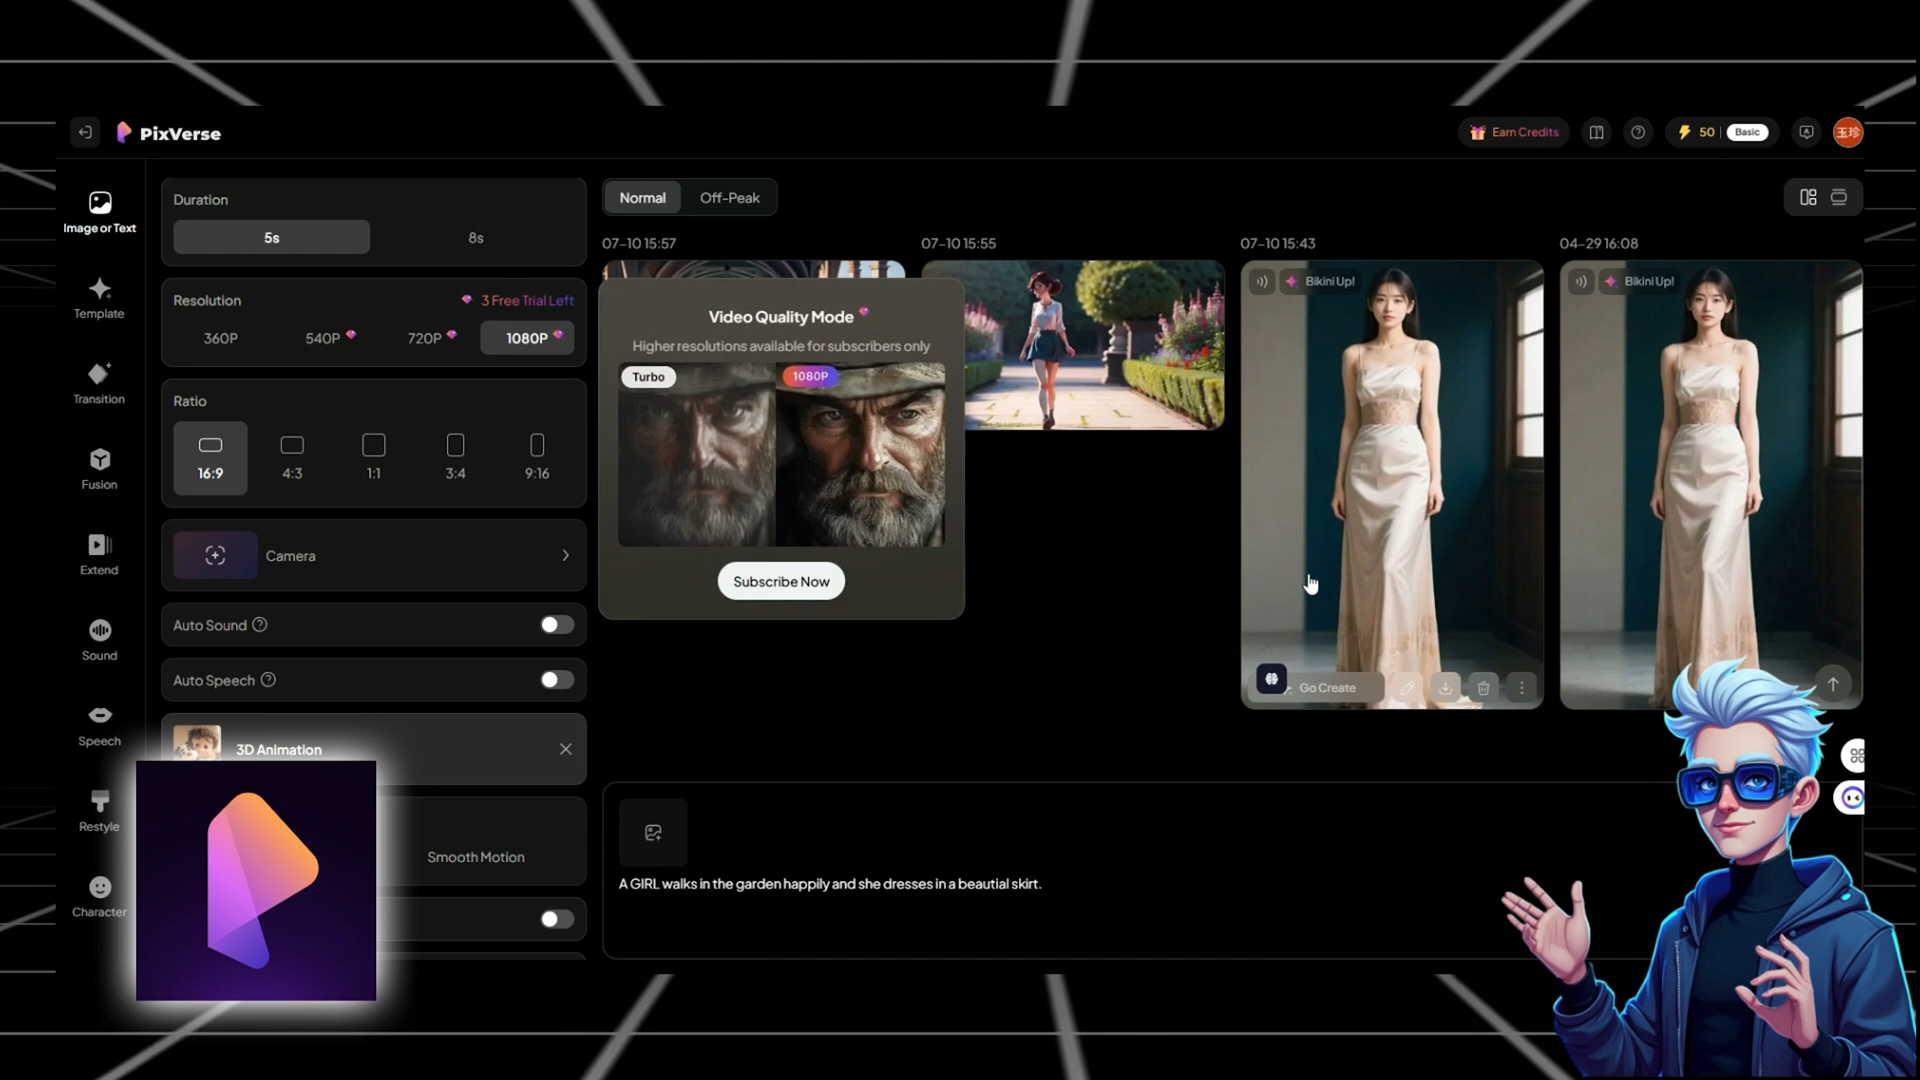 PixVerse
Earn Credits
50
Basic
玉珍
Image or Text
Template
Transition
Fusion
Extend
Sound
Speech
Restyle
Character
Duration
5s
8s
Resolution
3 Free Trial Left
360P
540P
720P
1080P
Ratio
16:9
4:3
1:1
3:4
9:16
Camera
Auto Sound
Auto Speech
3D Animation
Smooth Motion
Normal
Off-Peak
07-10 15:57
07-10 15:55
07-10 15:43
04-29 16:08
Video Quality Mode
Higher resolutions available for subscribers only
Turbo
1080P
Subscribe Now
Bikini Up!
Bikini Up!
Go Create
A GIRL walks in the garden happily and she dresses in a beautial skirt.